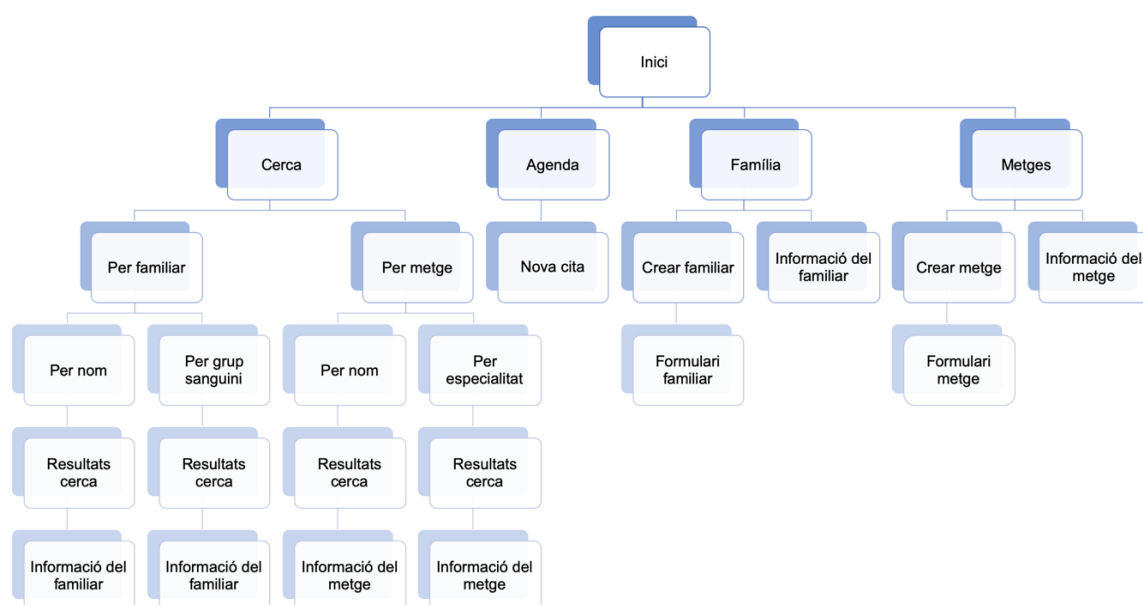 Inici
Cerca
Agenda
Família
Metges
Per familiar
Per metge
Nova cita
Crear familiar
Informació del
familiar
Crear metge
Informació del
metge
Per nom
Per grup
sanguini
Per nom
Per
especialitat
Formulari
familiar
Formulari
metge
Resultats
cerca
Resultats
cerca
Resultats
cerca
Resultats
cerca
Informació del
familiar
Informació del
familiar
Informació del
metge
Informació del
metge